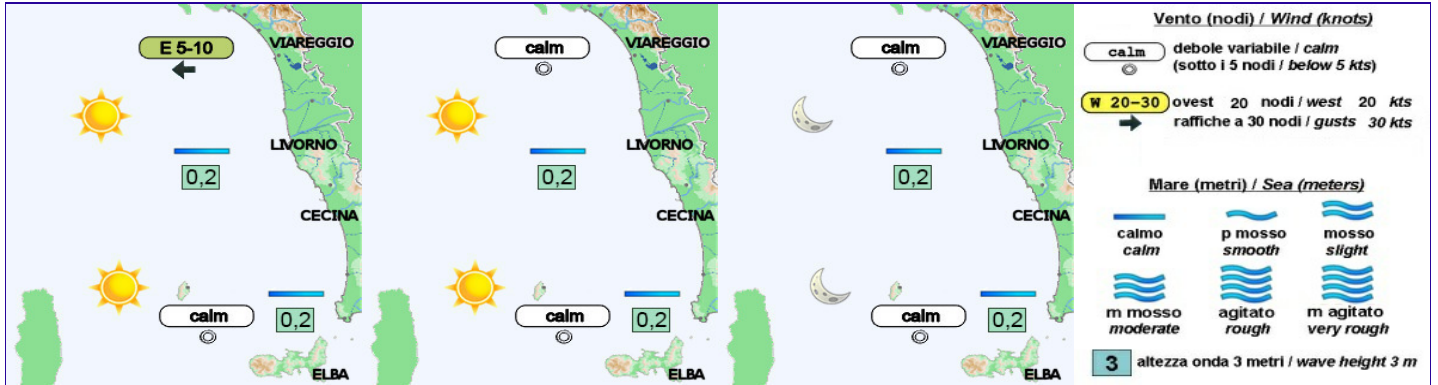 E 5-10
VIAREGGIO
LIVORNO
0,2
CECINA
calm
0,2
ELBA
calm
VIAREGGIO
LIVORNO
0,2
CECINA
calm
0,2
ELBA
calm
VIAREGGIO
LIVORNO
0,2
CECINA
calm
0,2
ELBA
Vento (nodi) / Wind (knots)
calm
debole variabile / calm
(sotto i 5 nodi / below 5 kts)
W 20-30
ovest 20 nodi / west 20 kts
raffiche a 30 nodi / gusts 30 kts
Mare (metri) / Sea (meters)
calmo
calm
p mosso
smooth
mosso
slight
m mosso
moderate
agitato
rough
m agitato
very rough
3
altezza onda 3 metri / wave height 3 m